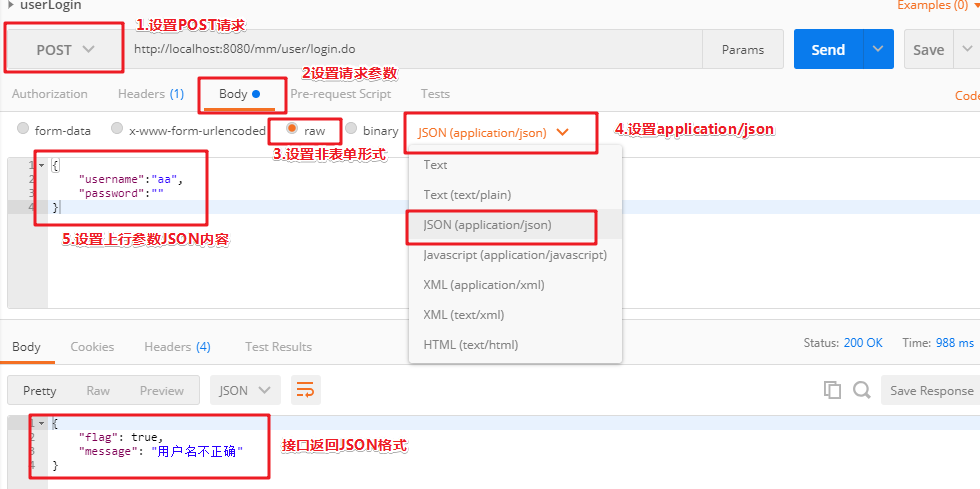 userLogin
Examples (0)
1.设置POST请求
POST
http://localhost:8080/mm/user/login.do
Params
Send
Save
2设置请求参数
Authorization
Headers (1)
Body
Pre-request Script
Tests
Code
form-data
x-www-form-urlencoded
raw
binary
JSON (application/json)
4.设置application/json
3.设置非表单形式
Text
Text (text/plain)
JSON (application/json)
Javascript (application/javascript)
XML (application/xml)
XML (text/xml)
HTML (text/html)
1 {
2 "username":"aa",
3 "password":""
4 }
5.设置上行参数JSON内容
Body
Cookies
Headers (4)
Test Results
Status: 200 OK
Time: 988 ms
Pretty
Raw
Preview
JSON
Save Response
1 {
2 "flag": true,
3 "message": "用户名不正确"
4 }
接口返回JSON格式